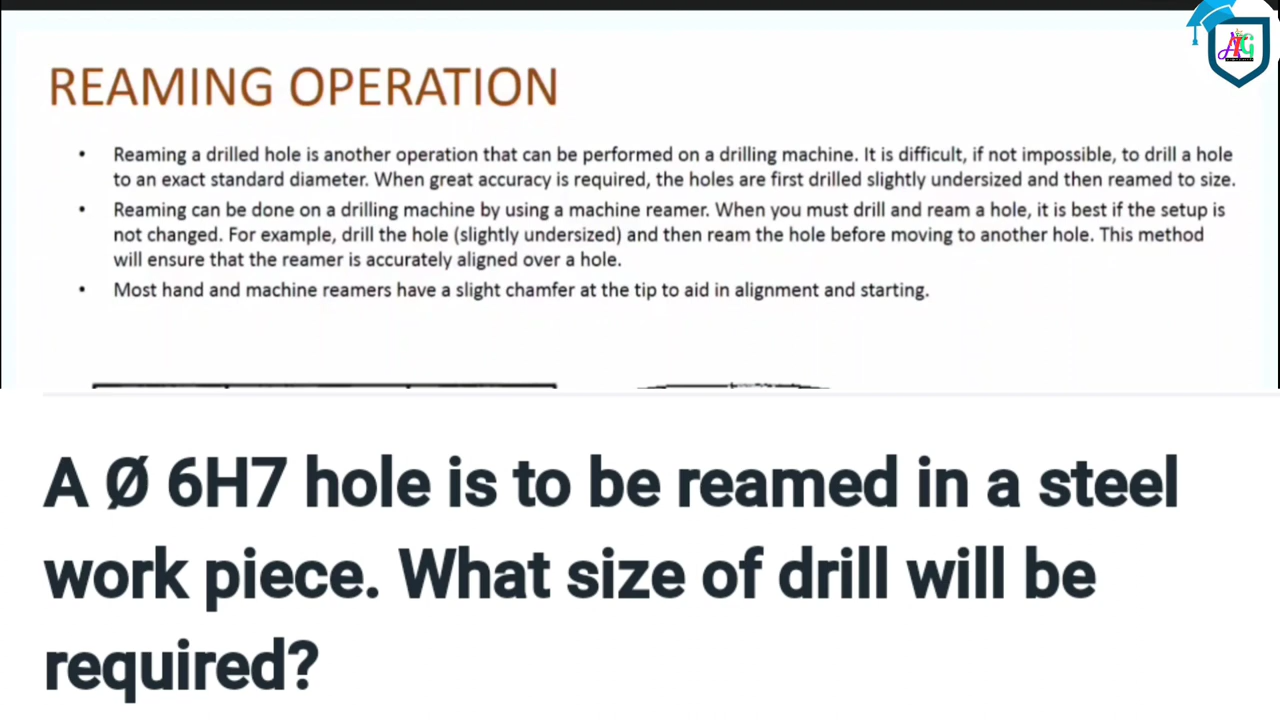 REAMING OPERATION
• Reaming a drilled hole is another operation that can be performed on a drilling machine. It is difficult, if not impossible, to drill a hole
to an exact standard diameter. When great accuracy is required, the holes are first drilled slightly undersized and then reamed to size.
• Reaming can be done on a drilling machine by using a machine reamer. When you must drill and ream a hole, it is best if the setup is
not changed. For example, drill the hole (slightly undersized) and then ream the hole before moving to another hole. This method
will ensure that the reamer is accurately aligned over a hole.
• Most hand and machine reamers have a slight chamfer at the tip to aid in alignment and starting.
A Ø 6H7 hole is to be reamed in a steel
work piece. What size of drill will be
required?